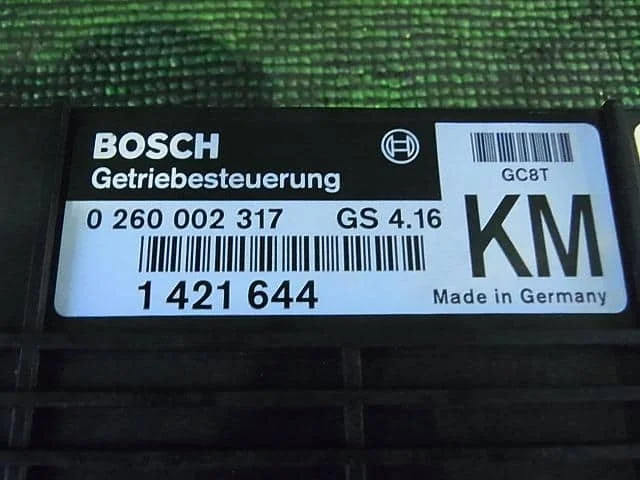 BOSCH
Getriebesteuerung
0 260 002 317 GS 4.16
1 421 644
GC8T
KM
Made in Germany